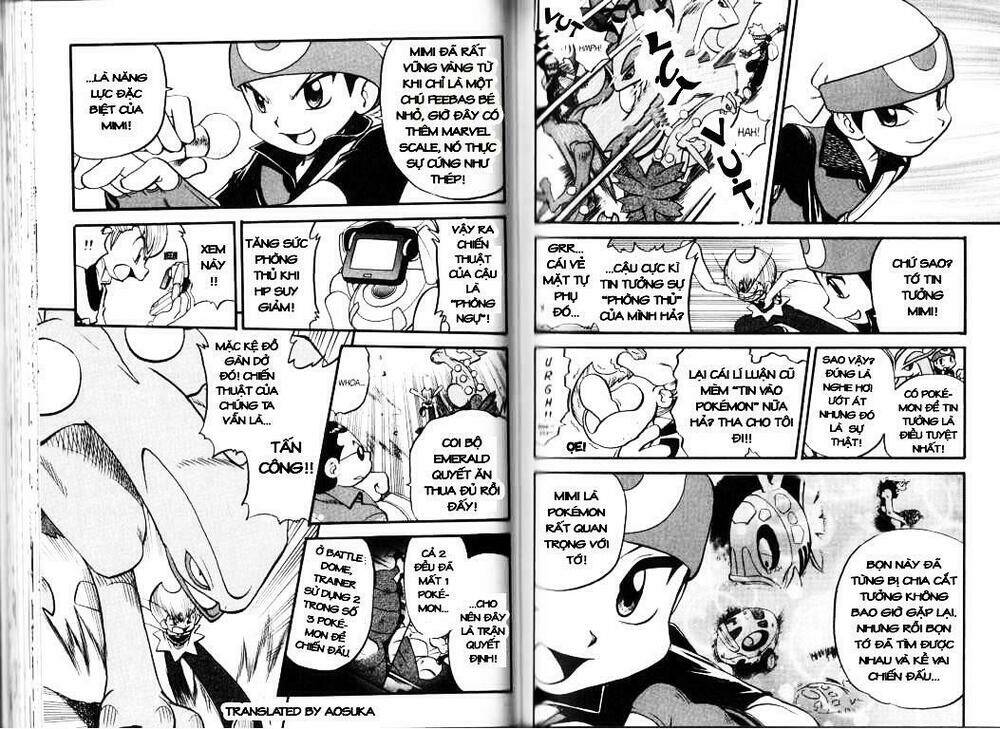 VỤT
HMPH!
VỤT
HAH!
VỤT
CHỨ SAO?
TỚ TIN
TƯỞNG
MIMI!
GRR...
CÁI VẺ
MẶT TỰ
PHỤ
ĐÓ...
...CẬU CỰC KÌ
TIN TƯỞNG SỰ
"PHÒNG THỦ"
CỦA MÌNH HẢ?
CÓ POKÉ-
MON ĐỂ TIN
TƯỞNG LÀ
ĐIỀU TUYỆT
NHẤT!
SAO VẬY?
ĐÚNG LÀ
NGHE HƠI
ƯỚT ÁT
NHƯNG ĐÓ
LÀ SỰ
THẬT!
LẠI CÁI LÍ LUẬN CŨ
MÈM "TIN VÀO
POKÉMON" NỮA
HẢ? THA CHO TÔI
ĐI!!
URGH!!
ỌE!
MIMI LÀ
POKÉMON
RẤT QUAN
TRỌNG VỚI
TỚ!
BỌN NÀY ĐÃ
TỪNG BỊ CHIA CẮT
TƯỞNG KHÔNG
BAO GIỜ GẶP LẠI.
NHƯNG RỒI BỌN
TỚ ĐÃ TÌM ĐƯỢC
NHAU VÀ KỀ VAI
CHIẾN ĐẤU...
MIMI ĐÃ RẤT
VỮNG VÀNG TỪ
KHI CHỈ LÀ MỘT
CHÚ FEEBAS BÉ
NHỎ, GIỜ ĐÂY CÓ
THÊM MARVEL
SCALE, NÓ THỰC
SỰ CỨNG NHƯ
THÉP!
...LÀ NĂNG
LỰC ĐẶC
BIỆT CỦA
MIMI!
VẬY RA
CHIẾN
THUẬT
CỦA CẬU
LÀ
"PHÒNG
NGỰ"!
TĂNG SỨC
PHÒNG
THỦ KHI
HP SUY
GIẢM!
XEM
NÀY
!!
!!
WHOA...
COI BỘ
EMERALD
QUYẾT ĂN
THUA ĐỦ RỒI
ĐẤY!
MẶC KỆ ĐỒ
GÀN DỞ
ĐÓ! CHIẾN
THUẬT CỦA
CHÚNG TA
VẪN LÀ...
TẤN
CÔNG!!
CẢ 2
ĐỀU ĐÃ
MẤT 1
POKÉ-
MON...
...CHO
NÊN ĐÂY
LÀ TRẬN
QUYẾT
ĐỊNH!
Ở BATTLE
DOME,
TRAINER
SỬ DỤNG 2
TRONG SỐ
3 POKÉ-
MON ĐỂ
CHIẾN ĐẤU.
TRANSLATED BY AOSUKA